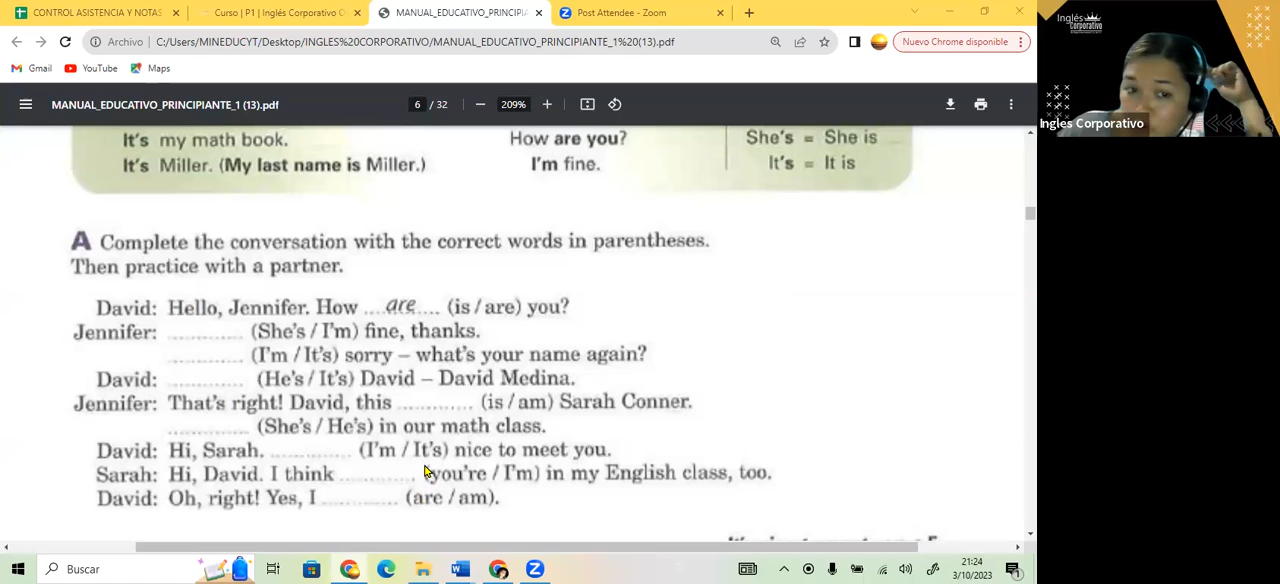 CONTROL ASISTENCIA Y NOTAS
Curso | P1 | Inglés Corporativo O
MANUAL_EDUCATIVO_PRINCIPIA
Post Attendee - Zoom
Archivo
C:/Users/MINEDUCYT/Desktop/INGLES%20CORPORATIVO/MANUAL_EDUCATIVO_PRINCIPIANTE_1%20(13).pdf
Nuevo Chrome disponible
Gmail
YouTube
Maps
MANUAL_EDUCATIVO_PRINCIPIANTE_1 (13).pdf
6 / 32
209%
It's my math book.
It's Miller. (My last name is Miller.)
How are you?
I'm fine.
She's = She is
It's = It is
A Complete the conversation with the correct words in parentheses.
Then practice with a partner.
David: Hello, Jennifer. How ....are.... (is / are) you?
Jennifer: ............ (She's / I'm) fine, thanks.
............ (I'm / It's) sorry – what's your name again?
David: ............ (He's / It's) David – David Medina.
Jennifer: That's right! David, this ............ (is / am) Sarah Conner.
............ (She's / He's) in our math class.
David: Hi, Sarah. ............ (I'm / It's) nice to meet you.
Sarah: Hi, David. I think ............ (you're / I'm) in my English class, too.
David: Oh, right! Yes, I ............ (are / am).
Inglés
Corporativo
Ingles Corporativo
Buscar
21:24
3/10/2023